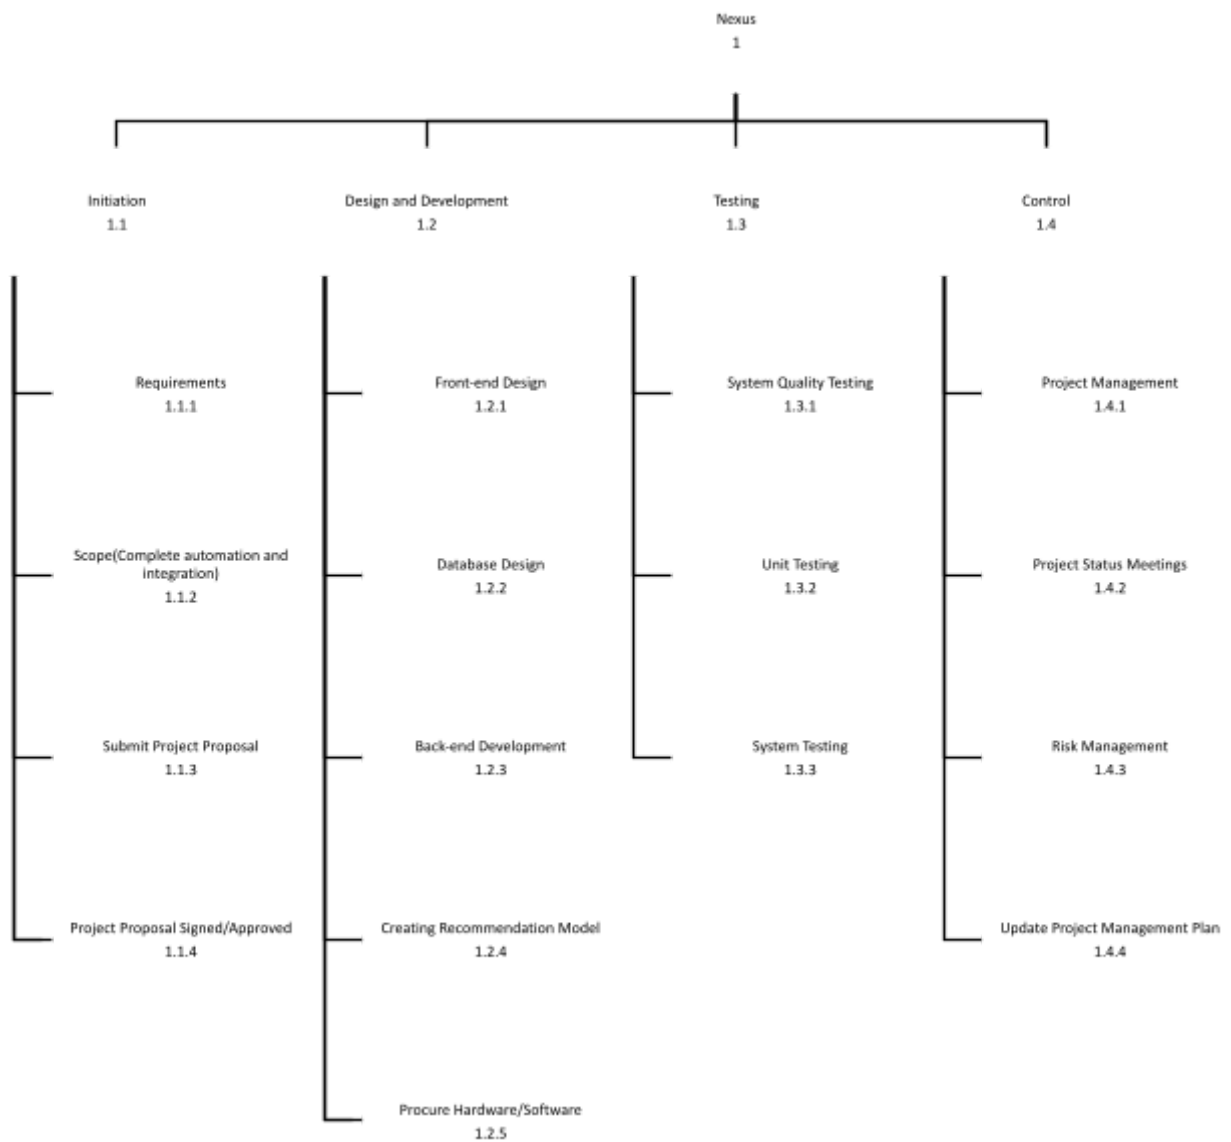 Nexus
1
Initiation
1.1
Design and Development
1.2
Testing
1.3
Control
1.4
Requirements
1.1.1
Front-end Design
1.2.1
System Quality Testing
1.3.1
Project Management
1.4.1
Scope(Complete automation and
integration)
1.1.2
Database Design
1.2.2
Unit Testing
1.3.2
Project Status Meetings
1.4.2
Submit Project Proposal
1.1.3
Back-end Development
1.2.3
System Testing
1.3.3
Risk Management
1.4.3
Project Proposal Signed/Approved
1.1.4
Creating Recommendation Model
1.2.4
Update Project Management Plan
1.4.4
Procure Hardware/Software
1.2.5